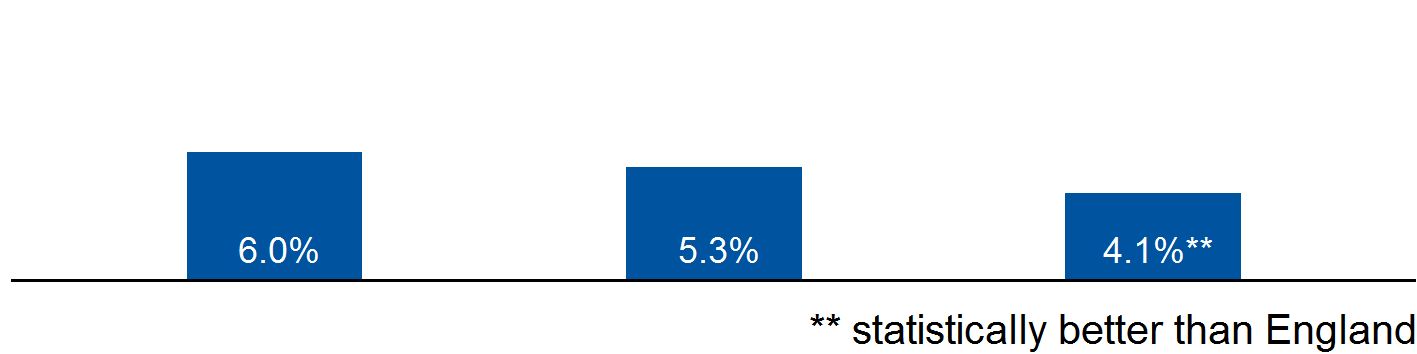 6.0% 5.3% 4.1%**
** statistically better than England